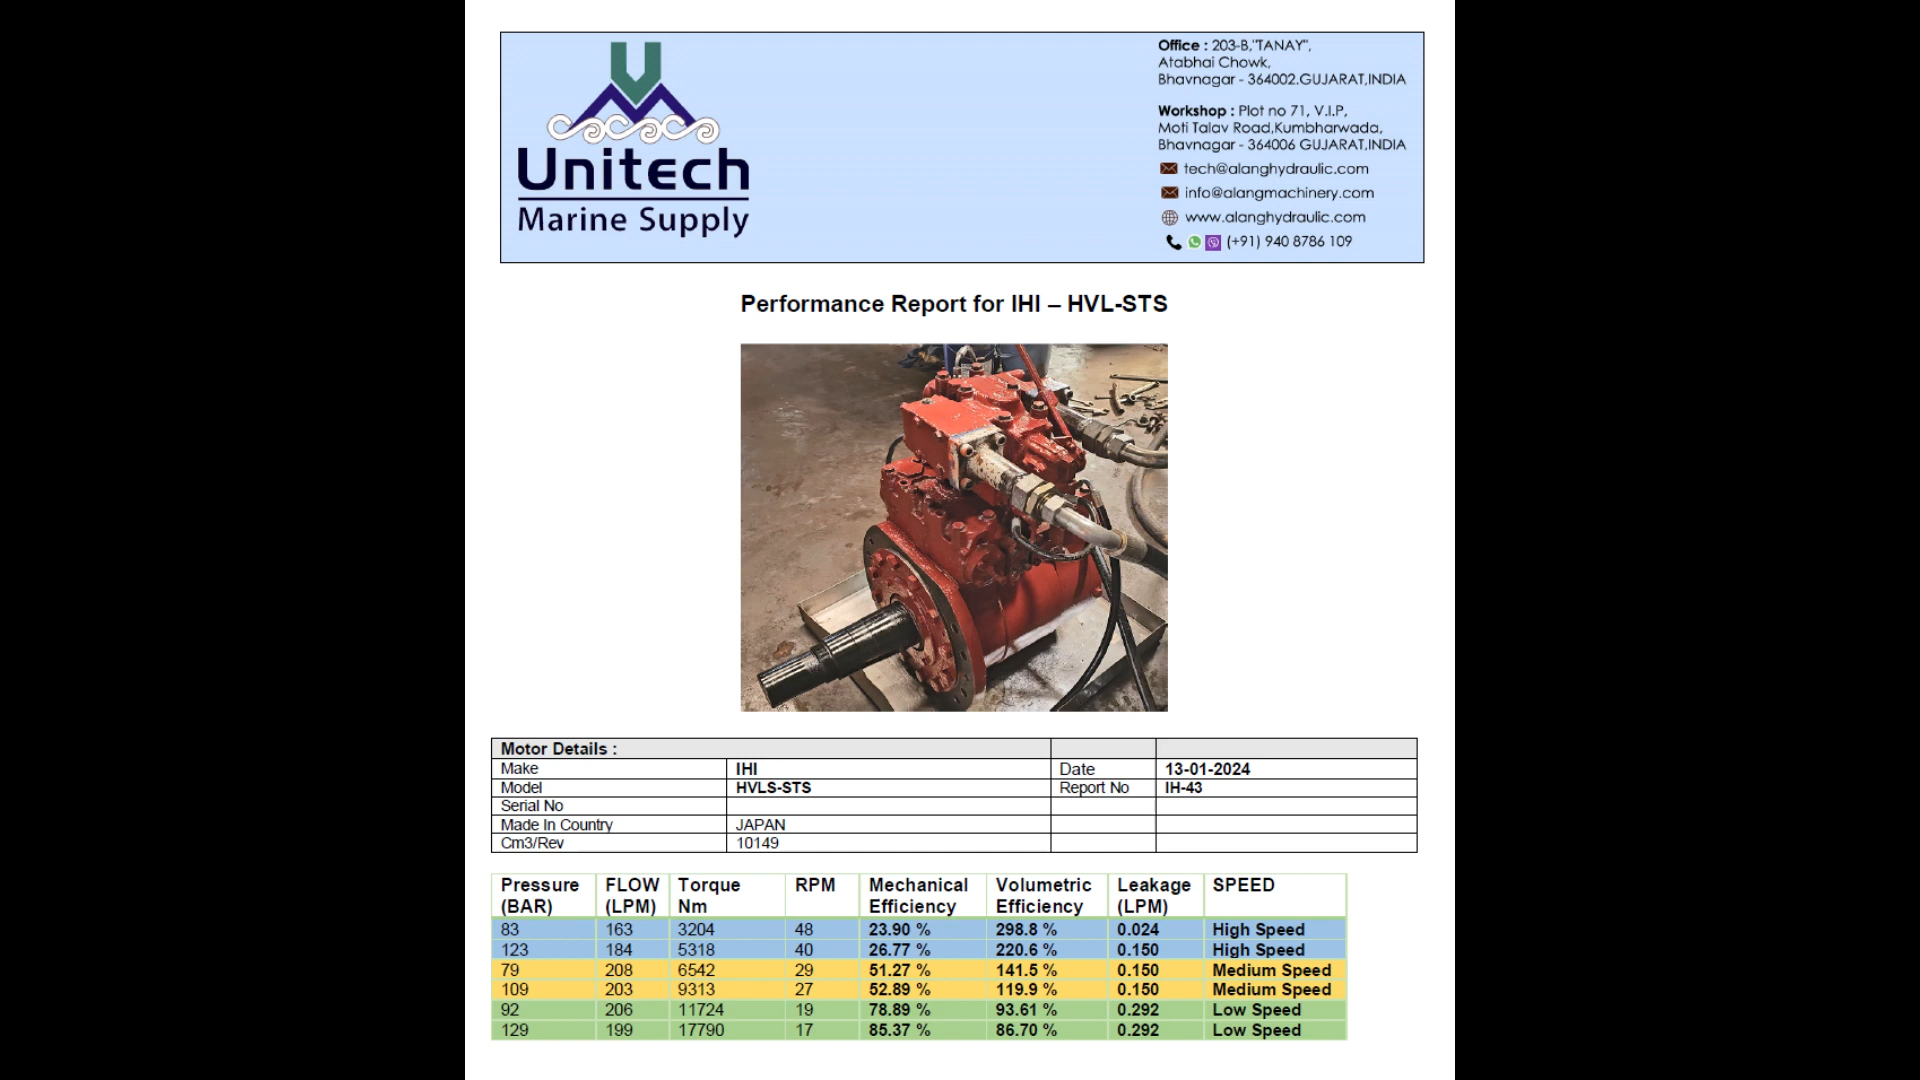 Unitech
Marine Supply
Office : 203-B,"TANAY",
Atabhai Chowk,
Bhavnagar - 364002.GUJARAT,INDIA
Workshop : Plot no 71, V.I.P,
Moti Talav Road,Kumbharwada,
Bhavnagar - 364006 GUJARAT,INDIA
tech@alanghydraulic.com
info@alangmachinery.com
www.alanghydraulic.com
(+91) 940 8786 109
Performance Report for IHI – HVL-STS
Motor Details :
Make IHI Date 13-01-2024
Model HVLS-STS Report No IH-43
Serial No
Made In Country JAPAN
Cm3/Rev 10149
Pressure FLOW Torque RPM Mechanical Volumetric Leakage SPEED
(BAR) (LPM) Nm Efficiency Efficiency (LPM)
83 163 3204 48 23.90 % 298.8 % 0.024 High Speed
123 184 5318 40 26.77 % 220.6 % 0.150 High Speed
79 208 6542 29 51.27 % 141.5 % 0.150 Medium Speed
109 203 9313 27 52.89 % 119.9 % 0.150 Medium Speed
92 206 11724 19 78.89 % 93.61 % 0.292 Low Speed
129 199 17790 17 85.37 % 86.70 % 0.292 Low Speed